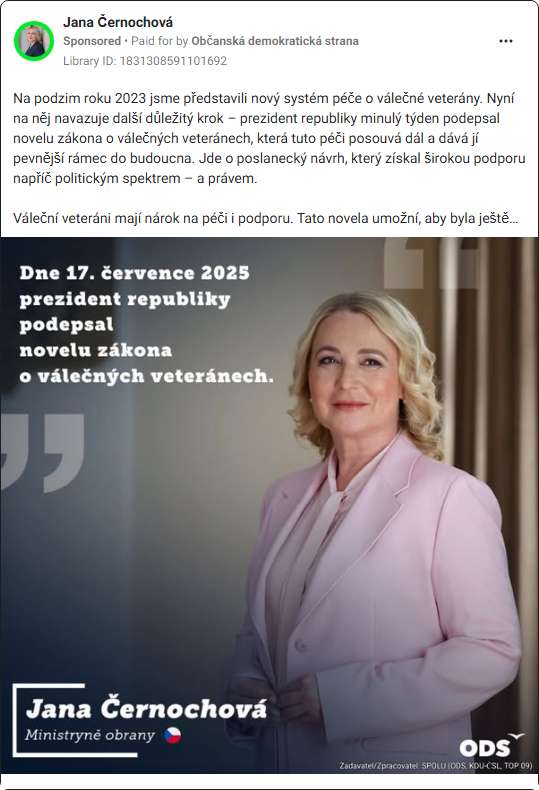 Jana Černochová
Sponsored • Paid for by Občanská demokratická strana
Library ID: 1831308591101692
Na podzim roku 2023 jsme představili nový systém péče o válečné veterány. Nyní
na něj navazuje další důležitý krok – prezident republiky minulý týden podepsal
novelu zákona o válečných veteránech, která tuto péči posouvá dál a dává jí
pevnější rámec do budoucna. Jde o poslanecký návrh, který získal širokou podporu
napříč politickým spektrem – a právem.
Váleční veteráni mají nárok na péči i podporu. Tato novela umožní, aby byla ještě...
Dne 17. července 2025
prezident republiky
podepsal
novelu zákona
o válečných veteránech.
Jana Černochová
Ministryně obrany
ODS
Zadavatel/Zpracovatel: SPOLU (ODS, KDU-ČSL, TOP 09)